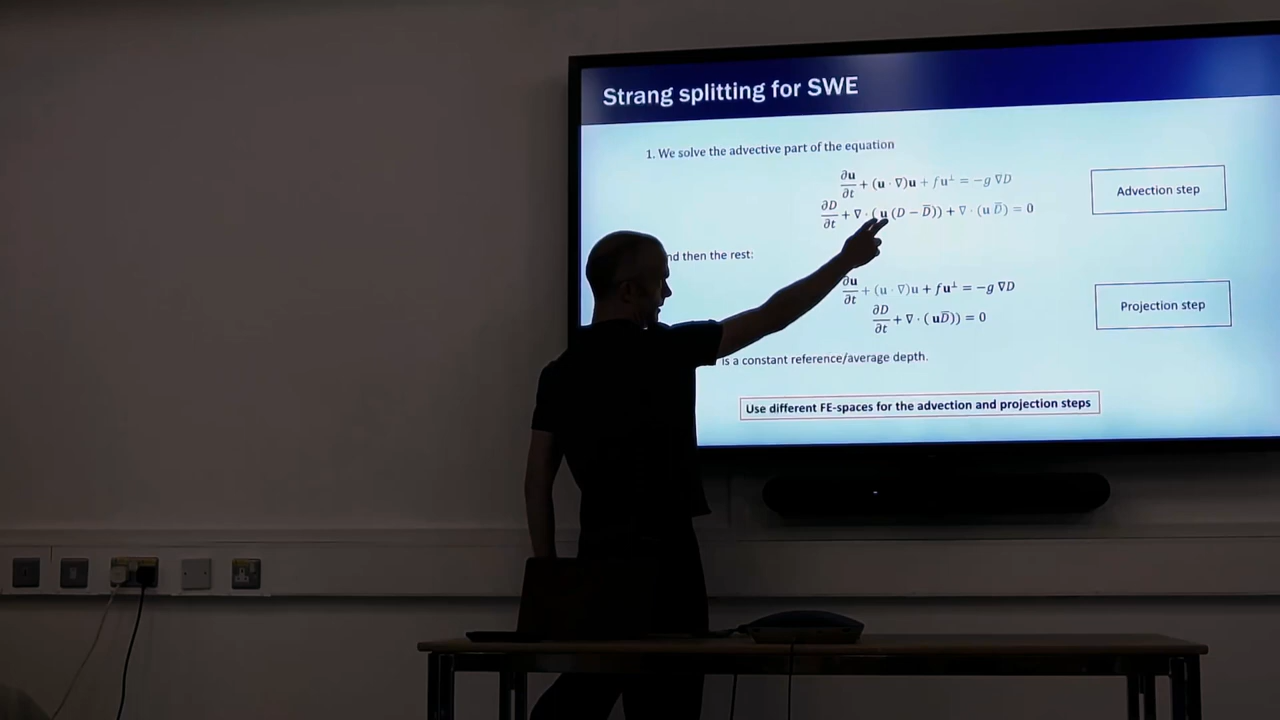 Strang splitting for SWE
1. We solve the advective part of the equation
∂u/∂t + (u · ∇)u + fu⊥ = −g ∇D
∂D/∂t + ∇ · (u (D − D̅)) + ∇ · (u D̅) = 0
Advection step
then the rest:
∂u/∂t + (u · ∇)u + fu⊥ = −g ∇D
∂D/∂t + ∇ · ( uD̅)) = 0
Projection step
is a constant reference/average depth.
Use different FE-spaces for the advection and projection steps